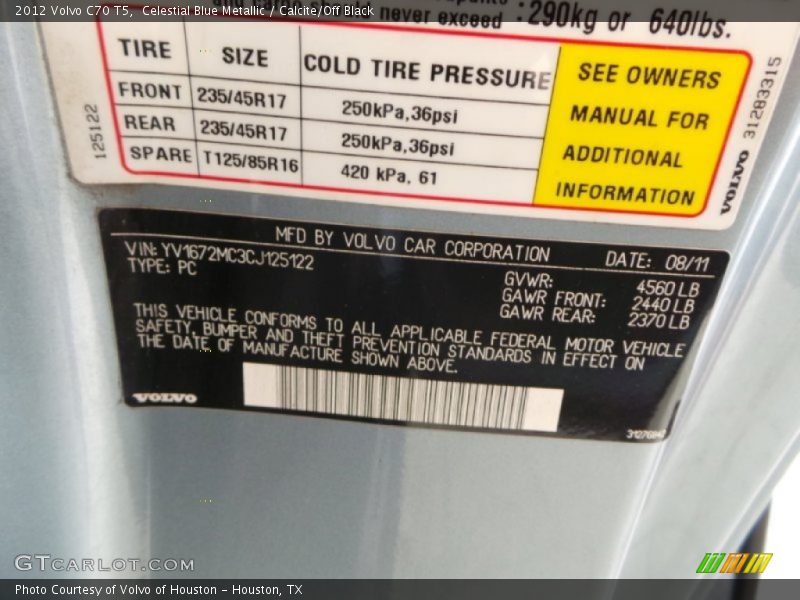 2012 Volvo C70 T5, Celestial Blue Metallic / Calcite/Off Black
never exceed : 290kg or 640lbs.
TIRE SIZE COLD TIRE PRESSURE
FRONT 235/45R17 250kPa,36psi
REAR 235/45R17 250kPa,36psi
SPARE T125/85R16 420 kPa, 61
SEE OWNERS
MANUAL FOR
ADDITIONAL
INFORMATION
125122
VOLVO 31283315
MFD BY VOLVO CAR CORPORATION DATE: 08/11
VIN: YV1672MC3CJ125122
TYPE: PC
GVWR: 4560 LB
GAWR FRONT: 2440 LB
GAWR REAR: 2370 LB
THIS VEHICLE CONFORMS TO ALL APPLICABLE FEDERAL MOTOR VEHICLE
SAFETY, BUMPER AND THEFT PREVENTION STANDARDS IN EFFECT ON
THE DATE OF MANUFACTURE SHOWN ABOVE.
VOLVO
GTCARLOT.COM
Photo Courtesy of Volvo of Houston - Houston, TX